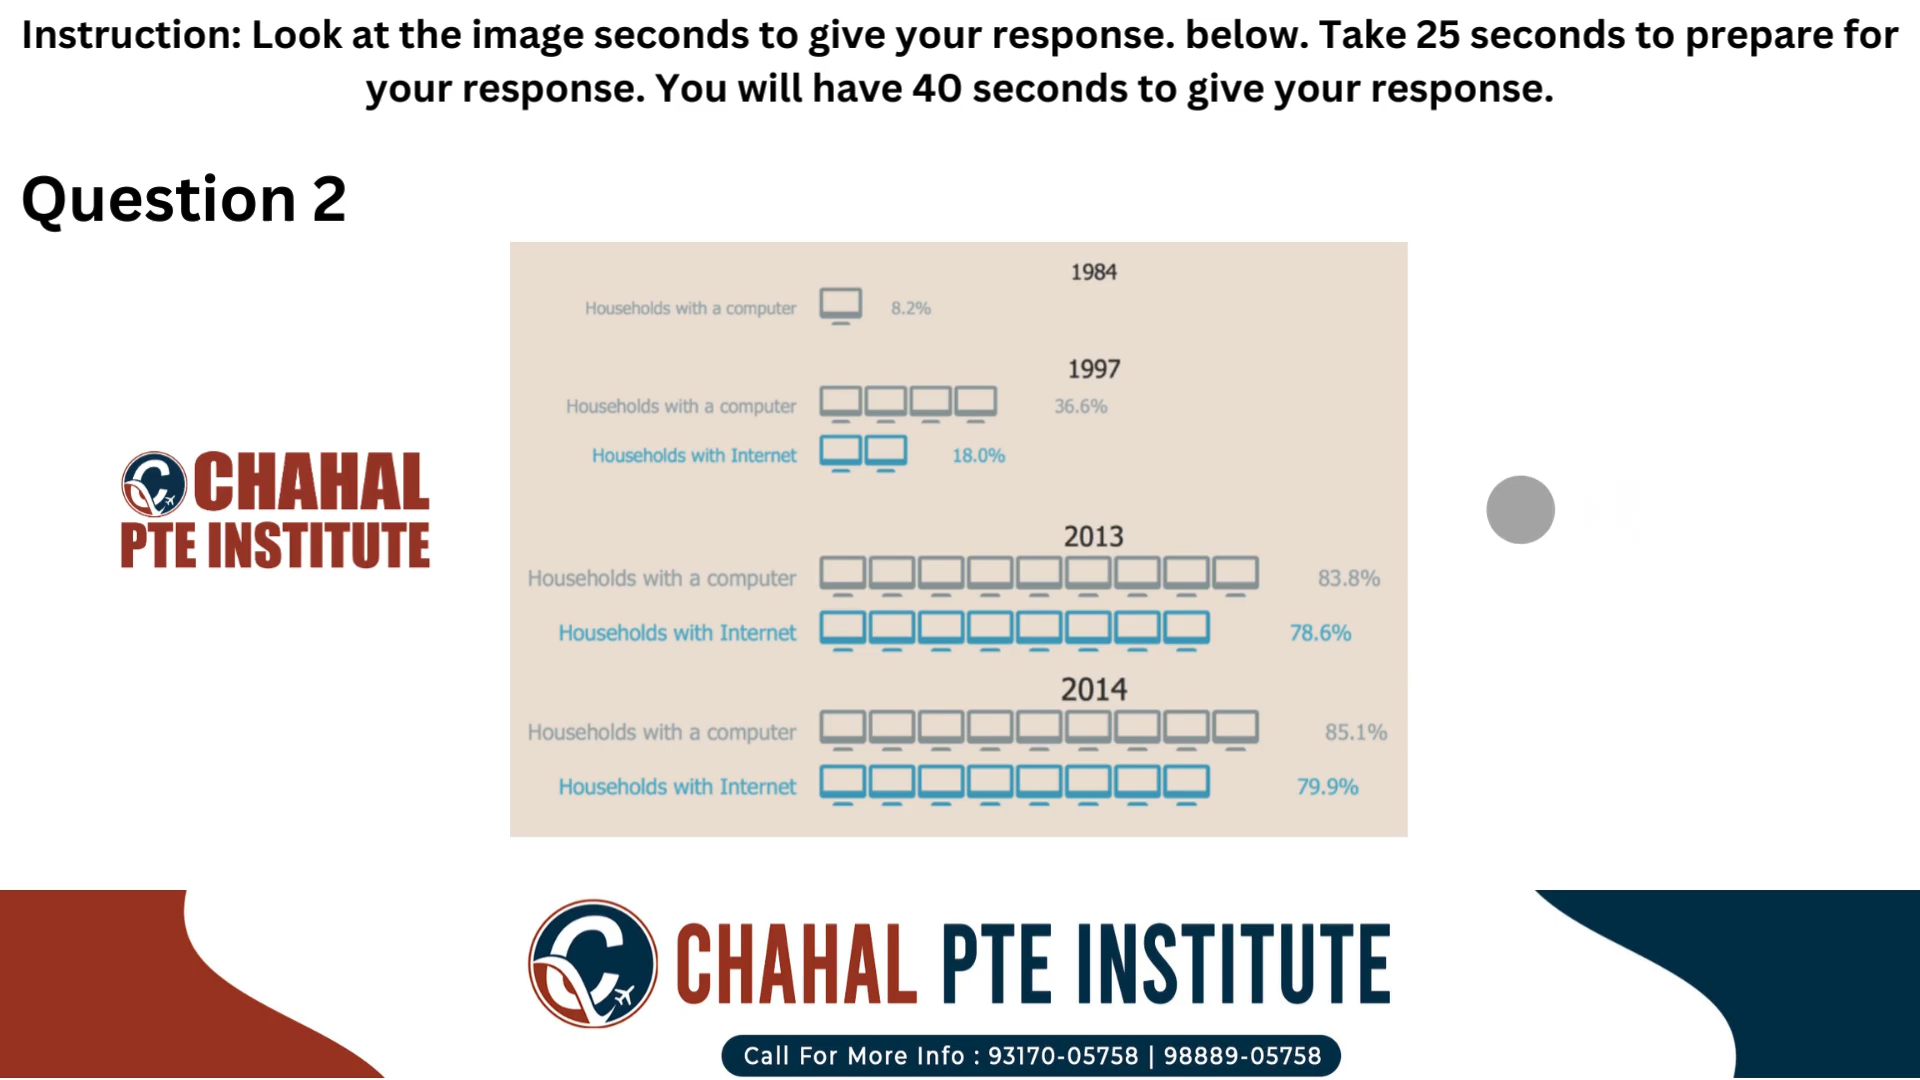 Instruction: Look at the image seconds to give your response. below. Take 25 seconds to prepare for
your response. You will have 40 seconds to give your response.
Question 2
1984
Households with a computer 8.2%
1997
Households with a computer 36.6%
Households with Internet 18.0%
2013
Households with a computer 83.8%
Households with Internet 78.6%
2014
Households with a computer 85.1%
Households with Internet 79.9%
CHAHAL
PTE INSTITUTE
CHAHAL PTE INSTITUTE
Call For More Info : 93170-05758 | 98889-05758